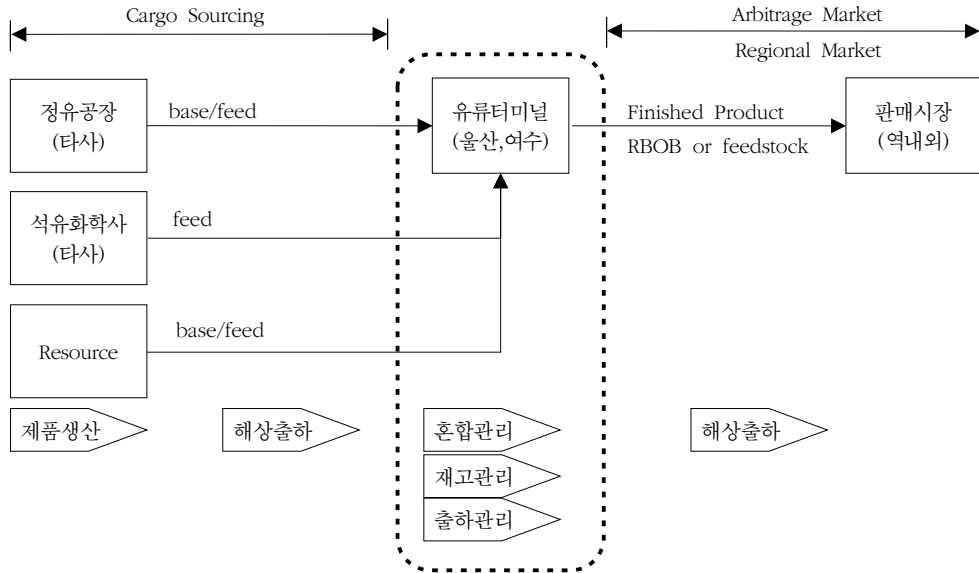 Cargo Sourcing
Arbitrage Market
Regional Market
정유공장
(타사)
base/feed
유류터미널
(울산,여수)
Finished Product
RBOB or feedstock
판매시장
(역내외)
석유화학사
(타사)
feed
Resource
base/feed
제품생산
해상출하
혼합관리
해상출하
재고관리
출하관리